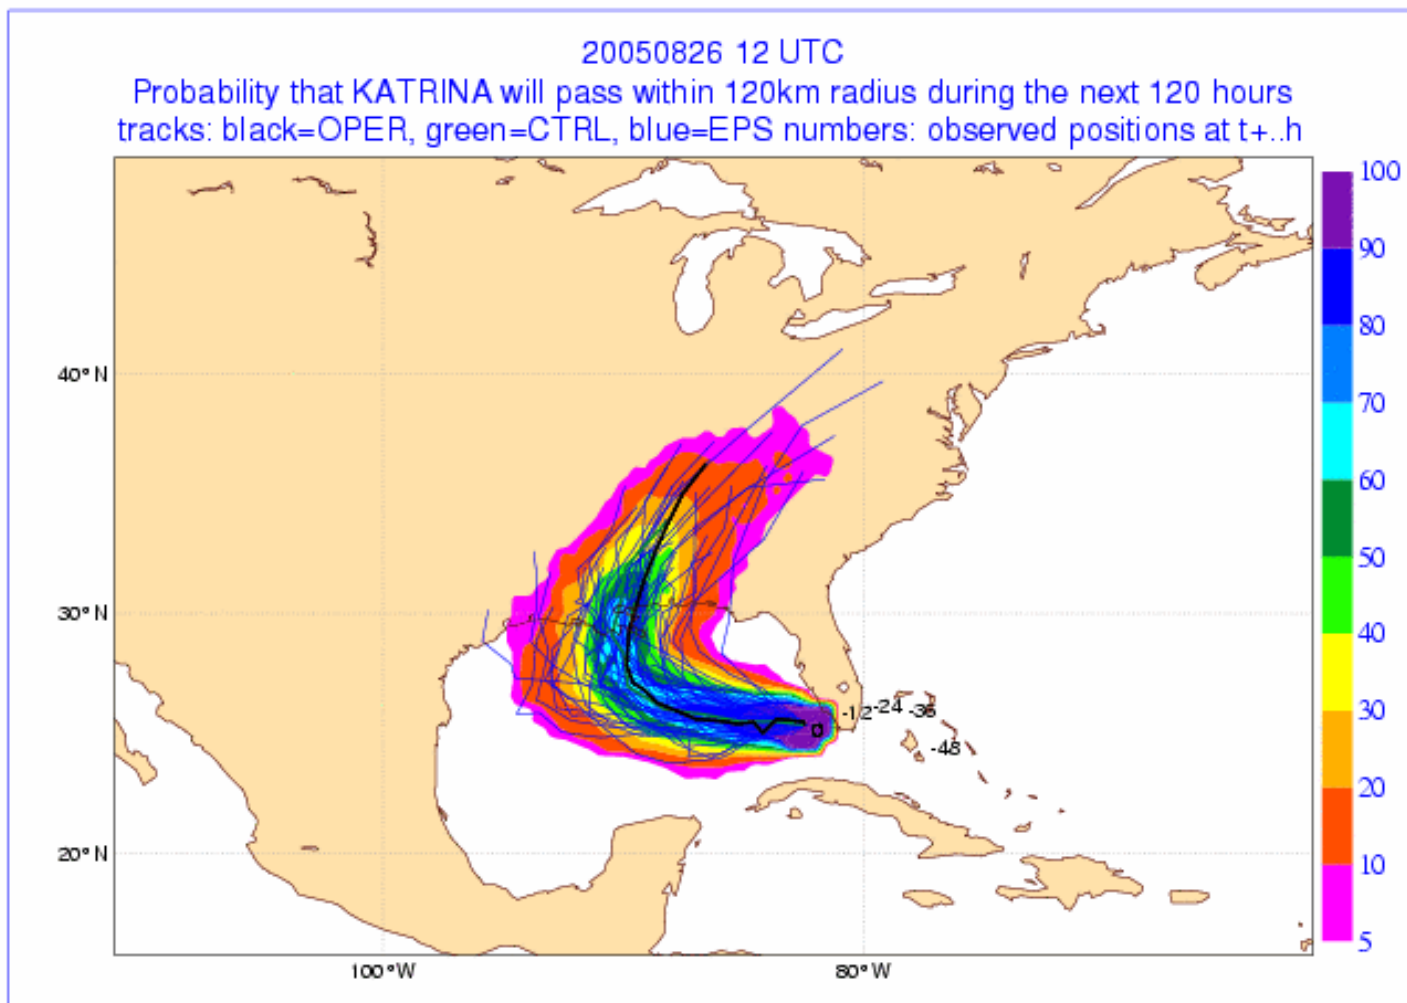 20050826 12 UTC
Probability that KATRINA will pass within 120km radius during the next 120 hours
tracks: black=OPER, green=CTRL, blue=EPS numbers: observed positions at t+..h
100
90
80
70
60
50
40
30
20
10
5
40°N
30°N
20°N
0
-12
-24
-36
-48
100°W
80°W